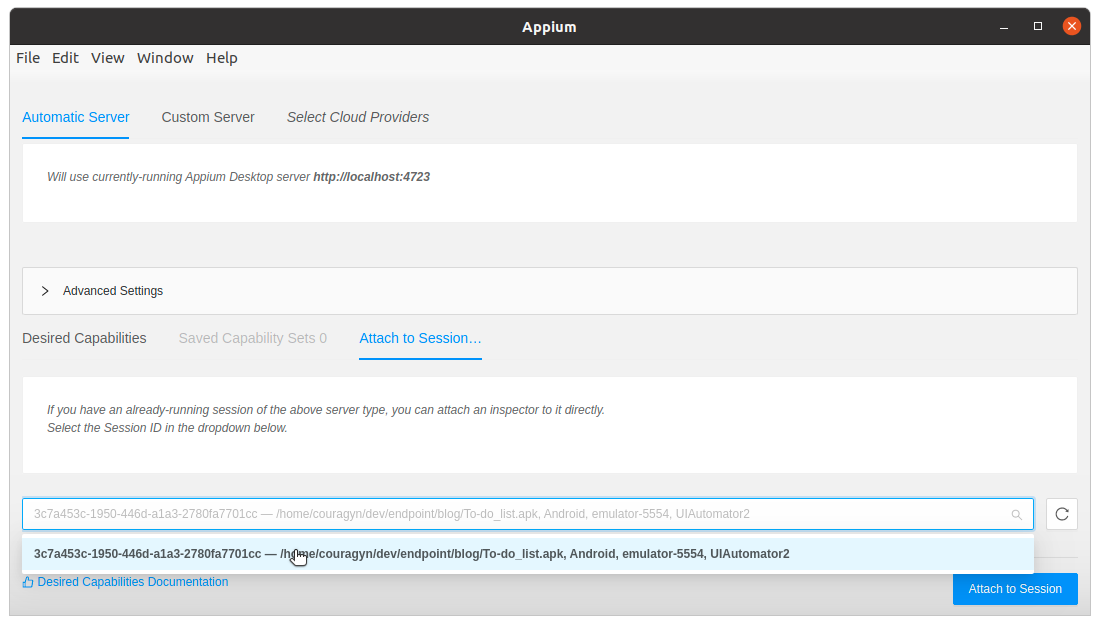 Appium
File Edit View Window Help
Automatic Server Custom Server Select Cloud Providers
Will use currently-running Appium Desktop server http://localhost:4723
Advanced Settings
Desired Capabilities Saved Capability Sets 0 Attach to Session…
If you have an already-running session of the above server type, you can attach an inspector to it directly.
Select the Session ID in the dropdown below.
3c7a453c-1950-446d-a1a3-2780fa7701cc — /home/couragyn/dev/endpoint/blog/To-do_list.apk, Android, emulator-5554, UIAutomator2
3c7a453c-1950-446d-a1a3-2780fa7701cc — /home/couragyn/dev/endpoint/blog/To-do_list.apk, Android, emulator-5554, UIAutomator2
Desired Capabilities Documentation
Attach to Session